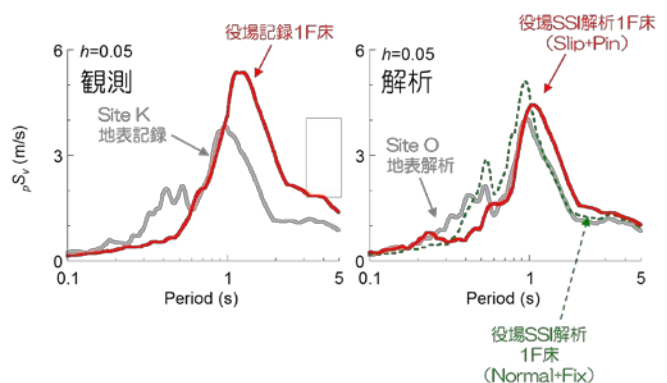 役場記録1F床
h=0.05
観測
Site K
地表記録
pSv (m/s)
6
3
0
0.1
1
5
Period (s)
役場SSI解析1F床
(Slip+Pin)
h=0.05
解析
Site O
地表解析
6
3
0
0.1
1
5
Period (s)
役場SSI解析
1F床
(Normal+Fix)